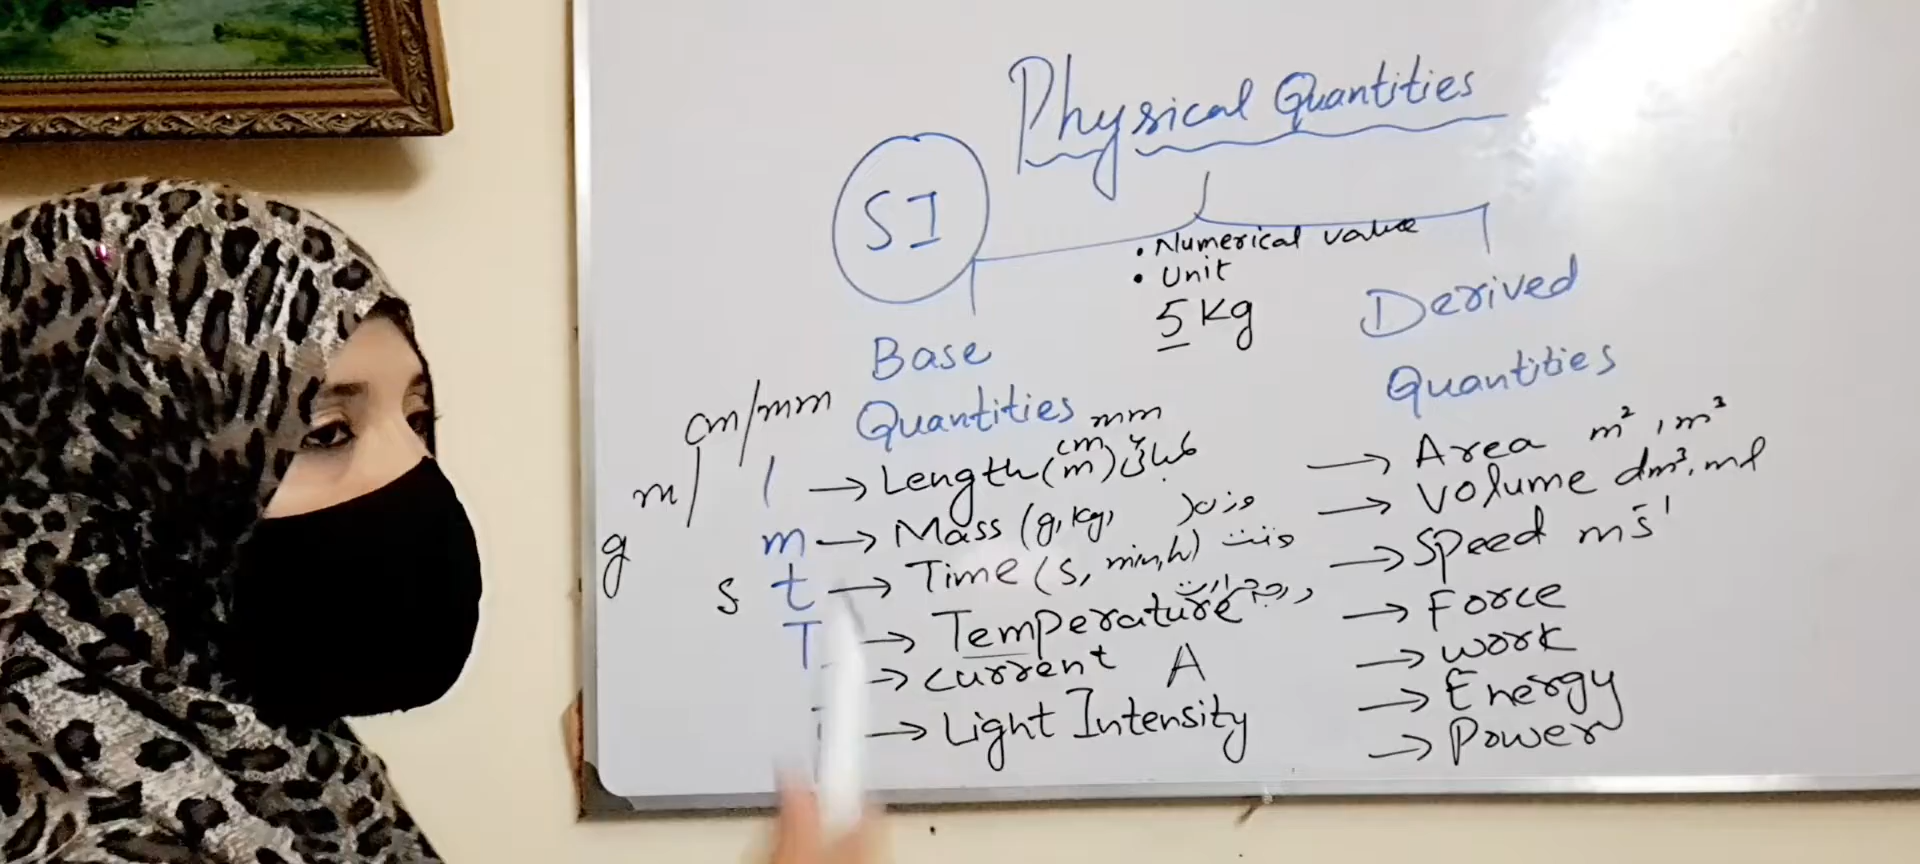 Physical Quantities
SI
• Numerical value
• Unit
5 Kg
Base
Quantities
Derived
Quantities
cm/mm
m/
g
s
mm
cm
l → Length (m) لمبائی
m → Mass (g, kg, ) وزن
t → Time (s, min, h) وقت
T → Temperature درجہ حرارت
→ current A
→ Light Intensity
→ Area m², m³
→ Volume dm³, ml
→ Speed ms⁻¹
→ Force
→ work
→ Energy
→ Power